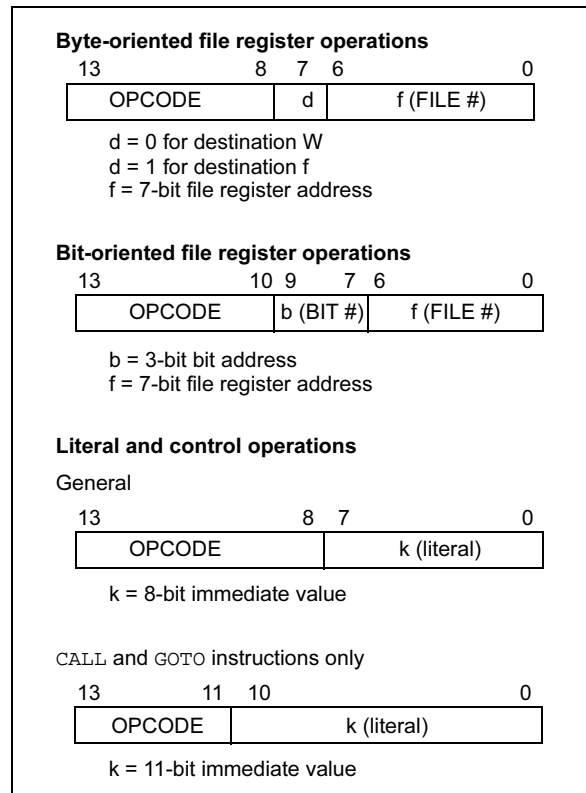 Byte-oriented file register operations
13 8 7 6 0
OPCODE d f (FILE #)
d = 0 for destination W
d = 1 for destination f
f = 7-bit file register address
Bit-oriented file register operations
13 10 9 7 6 0
OPCODE b (BIT #) f (FILE #)
b = 3-bit bit address
f = 7-bit file register address
Literal and control operations
General
13 8 7 0
OPCODE k (literal)
k = 8-bit immediate value
CALL and GOTO instructions only
13 11 10 0
OPCODE k (literal)
k = 11-bit immediate value